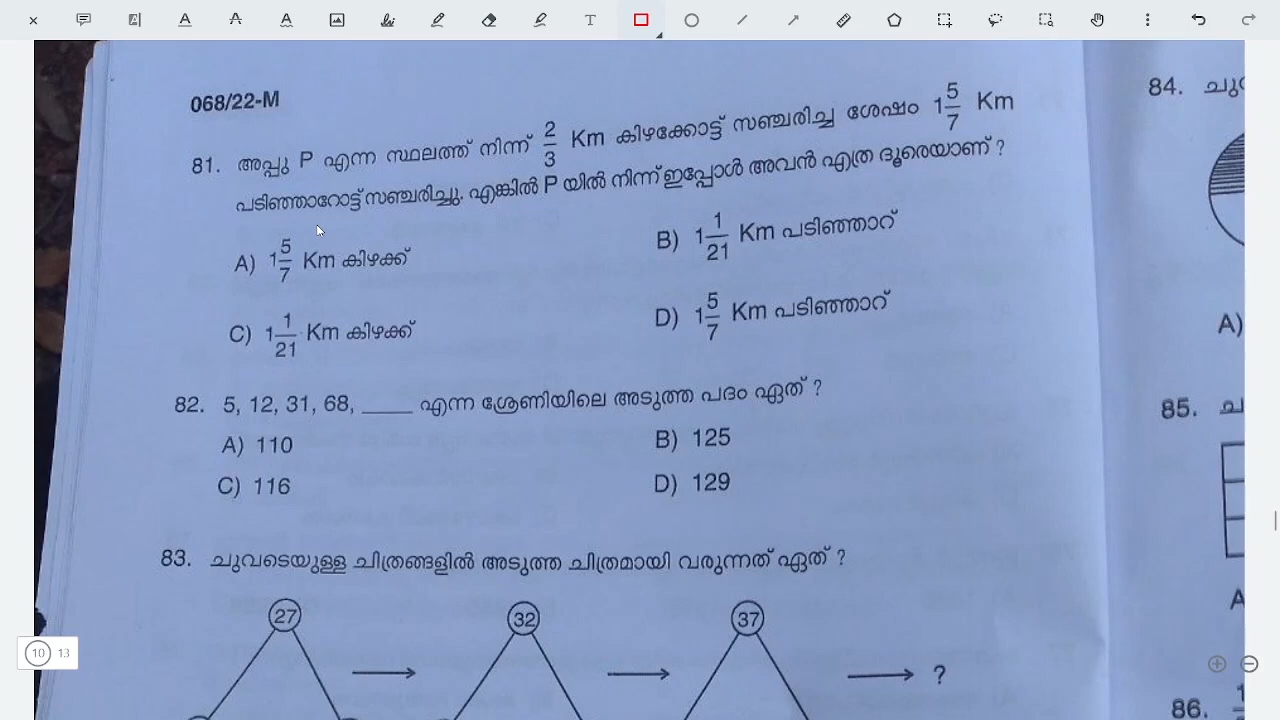 068/22-M
84. ചു
81. അപ്പു P എന്ന സ്ഥലത്ത് നിന്ന് 2/3 Km കിഴക്കോട്ട് സഞ്ചരിച്ച ശേഷം 1 5/7 Km
പടിഞ്ഞാറോട്ട് സഞ്ചരിച്ചു. എങ്കിൽ P യിൽ നിന്ന് ഇപ്പോൾ അവൻ എത്ര ദൂരെയാണ് ?
A) 1 5/7 Km കിഴക്ക്
B) 1 1/21 Km പടിഞ്ഞാറ്
C) 1 1/21 Km കിഴക്ക്
D) 1 5/7 Km പടിഞ്ഞാറ്
A)
82. 5, 12, 31, 68, ____ എന്ന ശ്രേണിയിലെ അടുത്ത പദം ഏത് ?
A) 110
B) 125
C) 116
D) 129
85.
83. ചുവടെയുള്ള ചിത്രങ്ങളിൽ അടുത്ത ചിത്രമായി വരുന്നത് ഏത് ?
A
27
32
37
?
10 13
86. 1